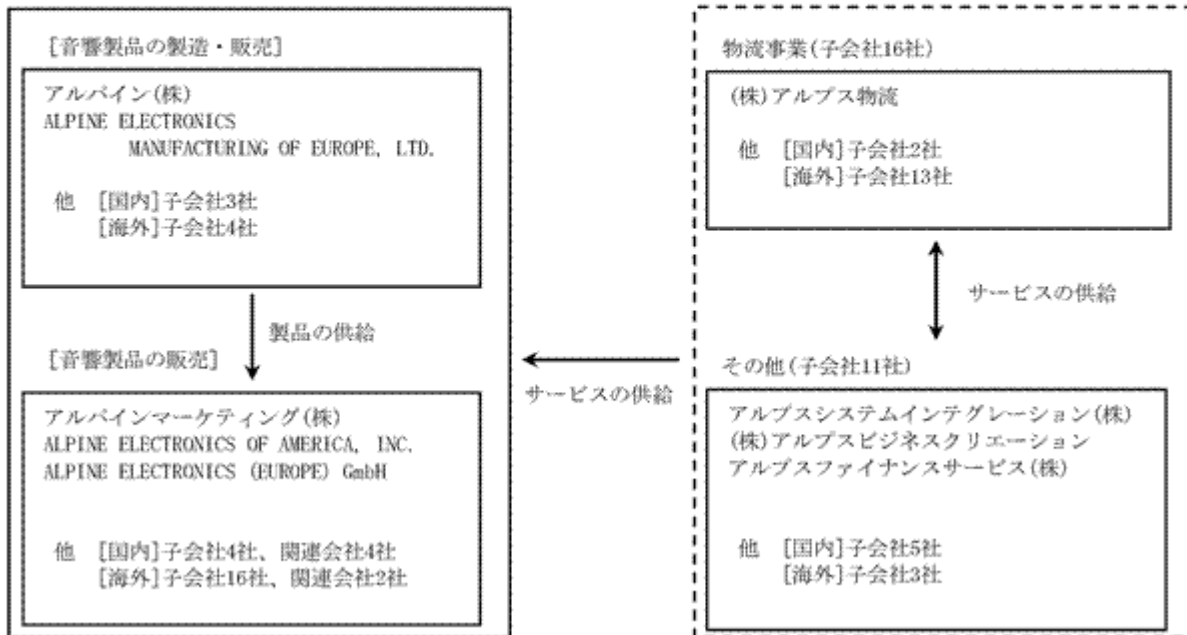 [音響製品の製造・販売]
アルパイン(株)
ALPINE ELECTRONICS
MANUFACTURING OF EUROPE, LTD.
他 [国内]子会社3社
[海外]子会社4社
製品の供給
[音響製品の販売]
アルパインマーケティング(株)
ALPINE ELECTRONICS OF AMERICA, INC.
ALPINE ELECTRONICS (EUROPE) GmbH
他 [国内]子会社4社、関連会社4社
[海外]子会社16社、関連会社2社
サービスの供給
物流事業(子会社16社)
(株)アルプス物流
他 [国内]子会社2社
[海外]子会社13社
サービスの供給
その他(子会社11社)
アルプスシステムインテグレーション(株)
(株)アルプスビジネスクリエーション
アルプスファイナンスサービス(株)
他 [国内]子会社5社
[海外]子会社3社